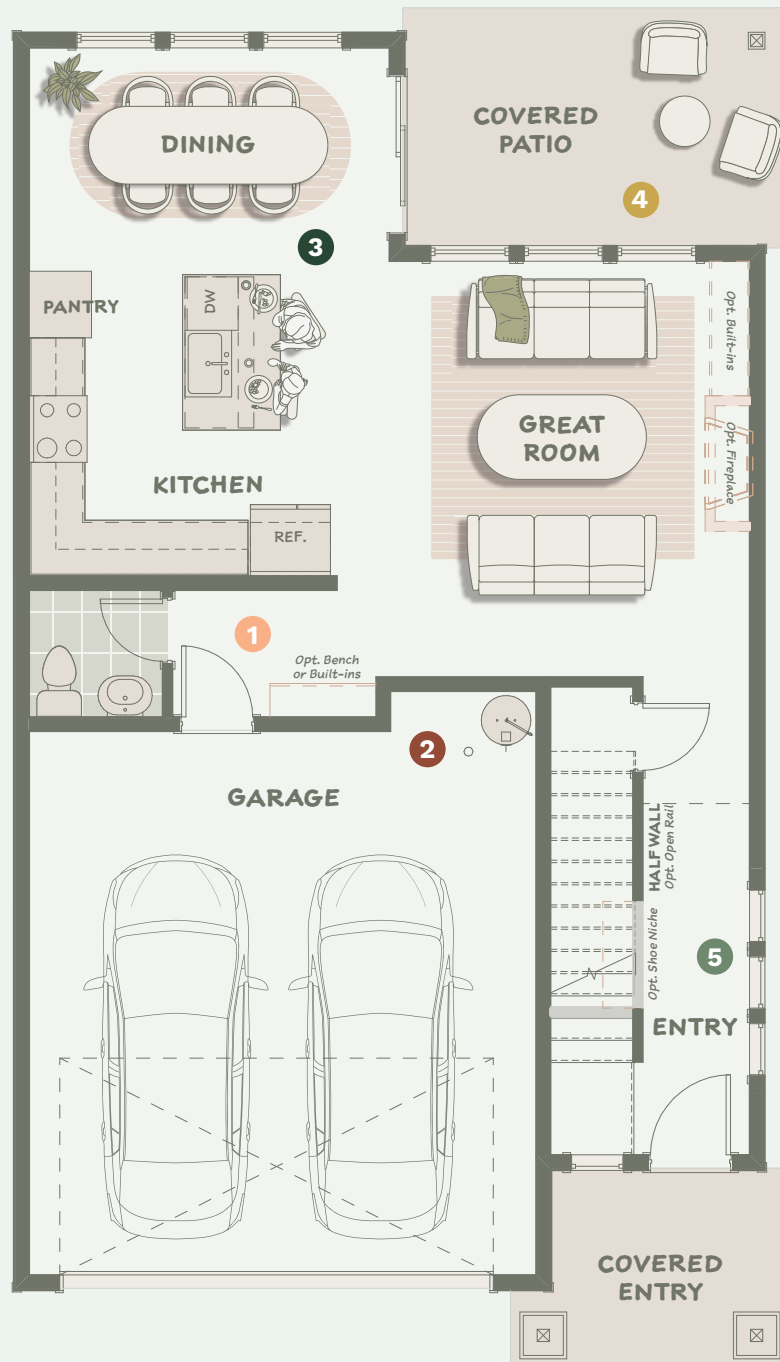 DINING
COVERED
PATIO
4
3
PANTRY
DW
Opt. Built-ins
GREAT
ROOM
Opt. Fireplace
KITCHEN
REF.
1
Opt. Bench
or Built-ins
2
GARAGE
HALF WALL
Opt. Open Rail
Opt. Shoe Niche
5
ENTRY
COVERED
ENTRY